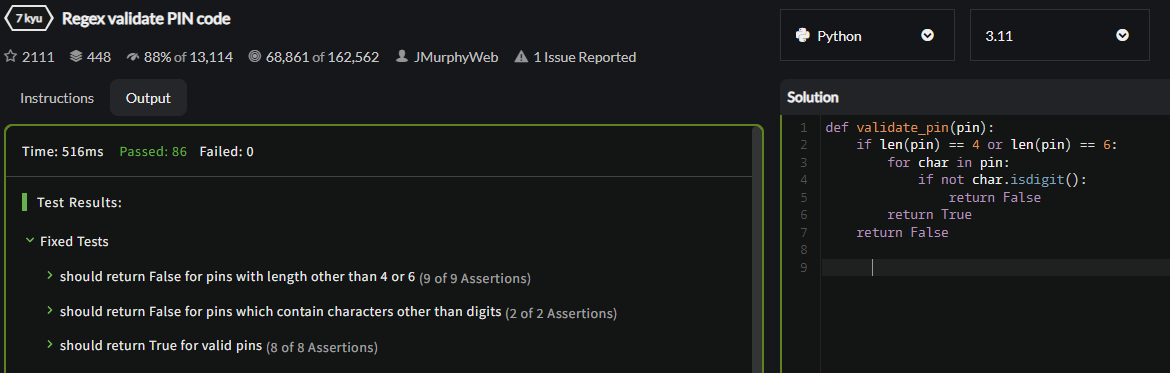 7 kyu Regex validate PIN code
2111 448 88% of 13,114 68,861 of 162,562 JMurphyWeb 1 Issue Reported
Python 3.11
Instructions Output
Time: 516ms Passed: 86 Failed: 0
Test Results:
Fixed Tests
should return False for pins with length other than 4 or 6 (9 of 9 Assertions)
should return False for pins which contain characters other than digits (2 of 2 Assertions)
should return True for valid pins (8 of 8 Assertions)
Solution
1 def validate_pin(pin):
2     if len(pin) == 4 or len(pin) == 6:
3         for char in pin:
4             if not char.isdigit():
5                 return False
6         return True
7     return False
8
9